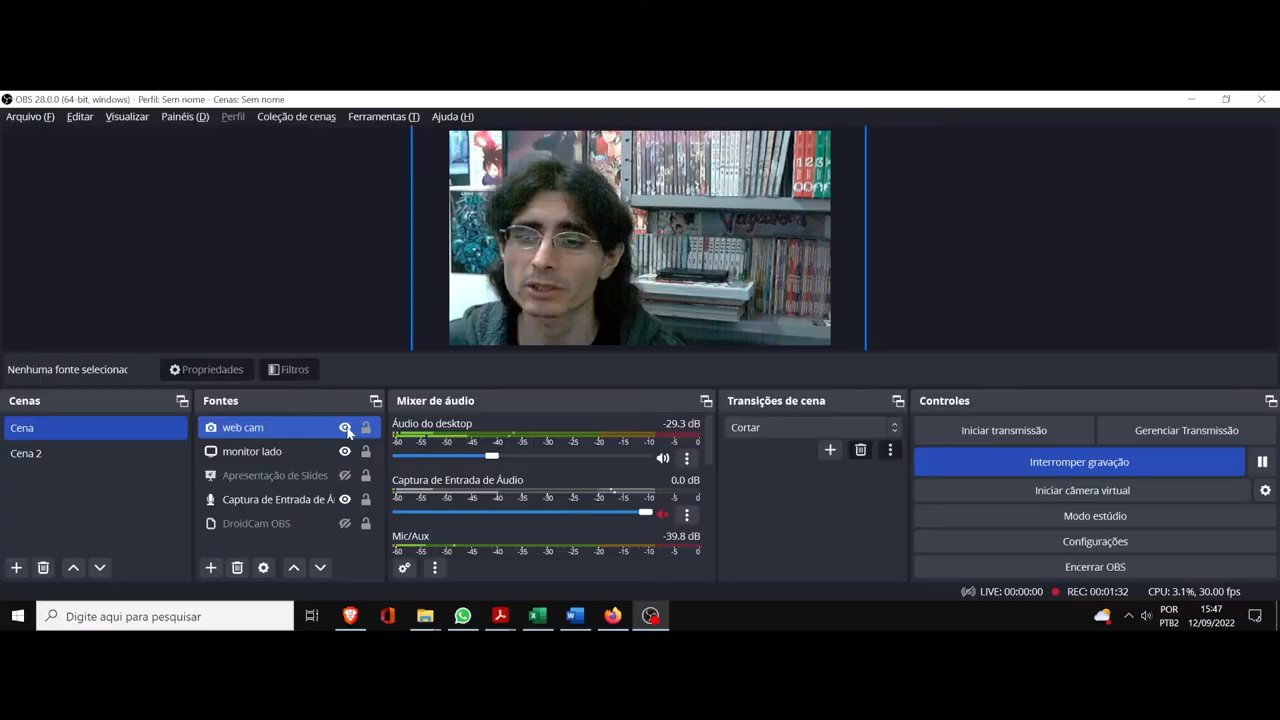 OBS 28.0.0 (64-bit, windows) - Perfil: Sem nome - Cenas: Sem nome
Arquivo (F) Editar Visualizar Painéis (D) Perfil Coleção de cenas Ferramentas (T) Ajuda (H)
Nenhuma fonte selecionac Propriedades Filtros
Cenas
Cena
Cena 2
Fontes
web cam
monitor lado
Apresentação de Slides
Captura de Entrada de Á
DroidCam OBS
Mixer de áudio
Áudio do desktop -29.3 dB
-60 -55 -50 -45 -40 -35 -30 -25 -20 -15 -10 -5 0
Captura de Entrada de Áudio 0.0 dB
-60 -55 -50 -45 -40 -35 -30 -25 -20 -15 -10 -5 0
Mic/Aux -39.8 dB
-60 -55 -50 -45 -40 -35 -30 -25 -20 -15 -10 -5 0
Transições de cena
Cortar
Controles
Iniciar transmissão Gerenciar Transmissão
Interromper gravação
Iniciar câmera virtual
Modo estúdio
Configurações
Encerrar OBS
LIVE: 00:00:00 REC: 00:01:32 CPU: 3.1%, 30.00 fps
Digite aqui para pesquisar
POR
PTB2
15:47
12/09/2022